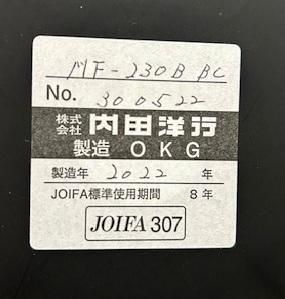 MF-230B BC
No. 300522
株式会社 内田洋行
製造 OKG
製造年 2022 年
JOIFA標準使用期間 8年
JOIFA 307